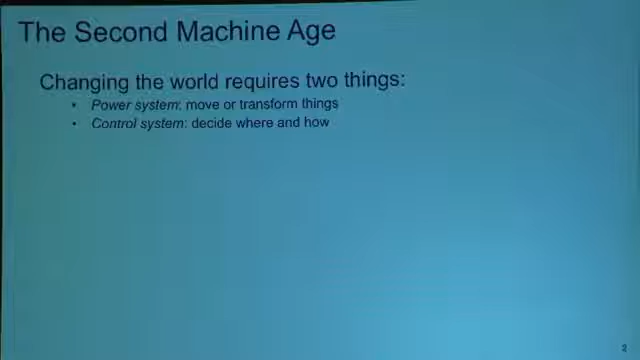 The Second Machine Age
Changing the world requires two things:
• Power system: move or transform things
• Control system: decide where and how
2